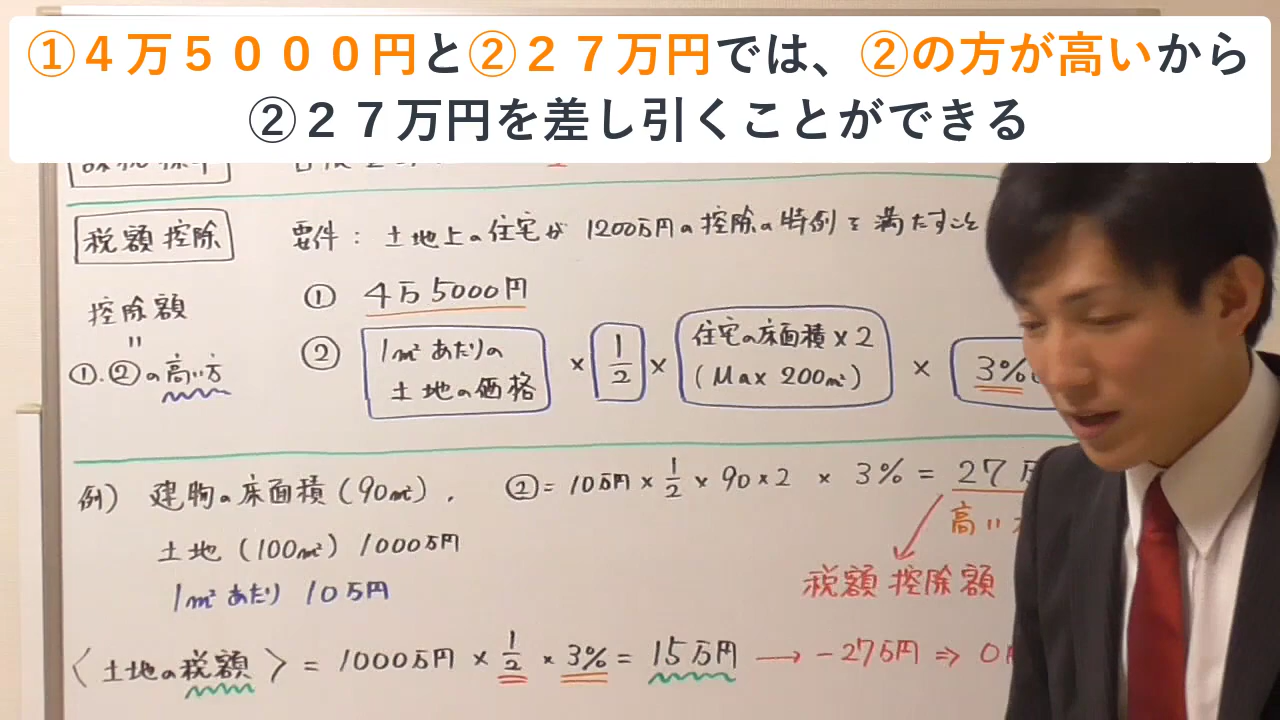 ①４万５０００円と②２７万円では、②の方が高いから
②２７万円を差し引くことができる
税額控除
要件：土地上の住宅が 1200万円の控除の特例を満たすこと
控除額
〃
①.②の高い方
① 4万5000円
② 1m²あたりの土地の価格 × 1/2 × 住宅の床面積×2 (Max 200m²) × 3%
例) 建物の床面積(90m²).
土地(100m²) 1000万円
1m²あたり 10万円
②= 10万円 × 1/2 × 90×2 × 3% = 27万
高い
税額控除額
〈土地の税額〉= 1000万円 × 1/2 × 3% = 15万円 → -27万円 ⇒ 0円